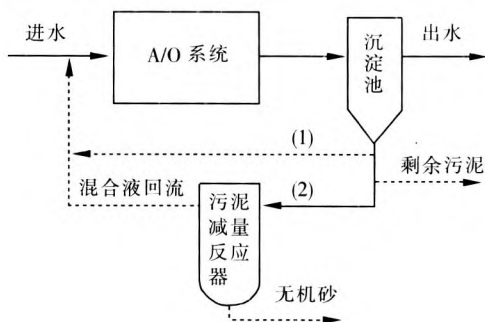 进水
A/O 系统
沉淀池
出水
(1)
剩余污泥
混合液回流
(2)
污泥
减量
反应
器
无机砂